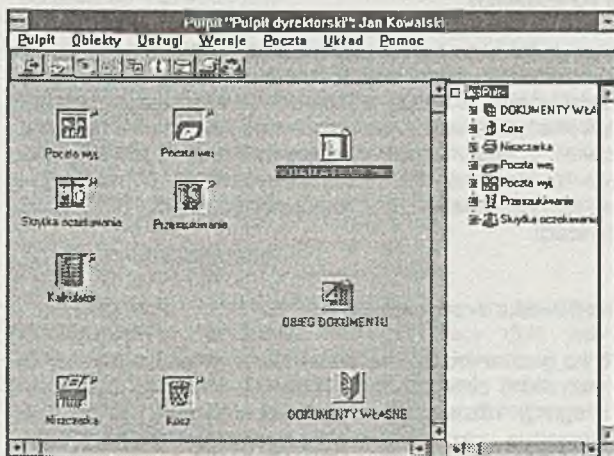 Pulpit "Pulpit dyrektorski": Jan Kowalski
Pulpit Obiekty Usługi Wersje Poczta Układ Pomoc
Poczta wyj. Poczta wej
Skrytka oczekiwania Przeszukiwanie
Kalkulator
OBIEG DOKUMENTU
Niszczarka Kosz DOKUMENTY WŁASNE
DOKUMENTY WŁA
Kosz
Niszczarka
Poczta wej
Poczta wyj.
Przeszukiwanie
Skrytka oczekiwania